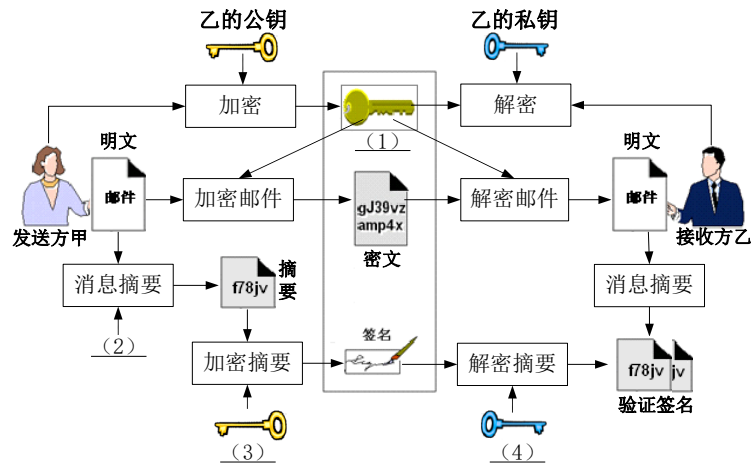 乙的公钥
乙的私钥
加密
解密
(1)
明文
明文
邮件
加密邮件
gJ39vz
amp4x
解密邮件
邮件
发送方甲
密文
接收方乙
消息摘要
f78jv
摘要
消息摘要
(2)
签名
加密摘要
解密摘要
f78jv
jv
验证签名
(3)
(4)